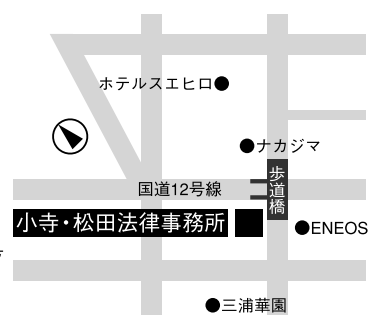 ホテルスエヒロ●
●ナカジマ
歩道橋
国道12号線
小寺・松田法律事務所
●ENEOS
●三浦華園